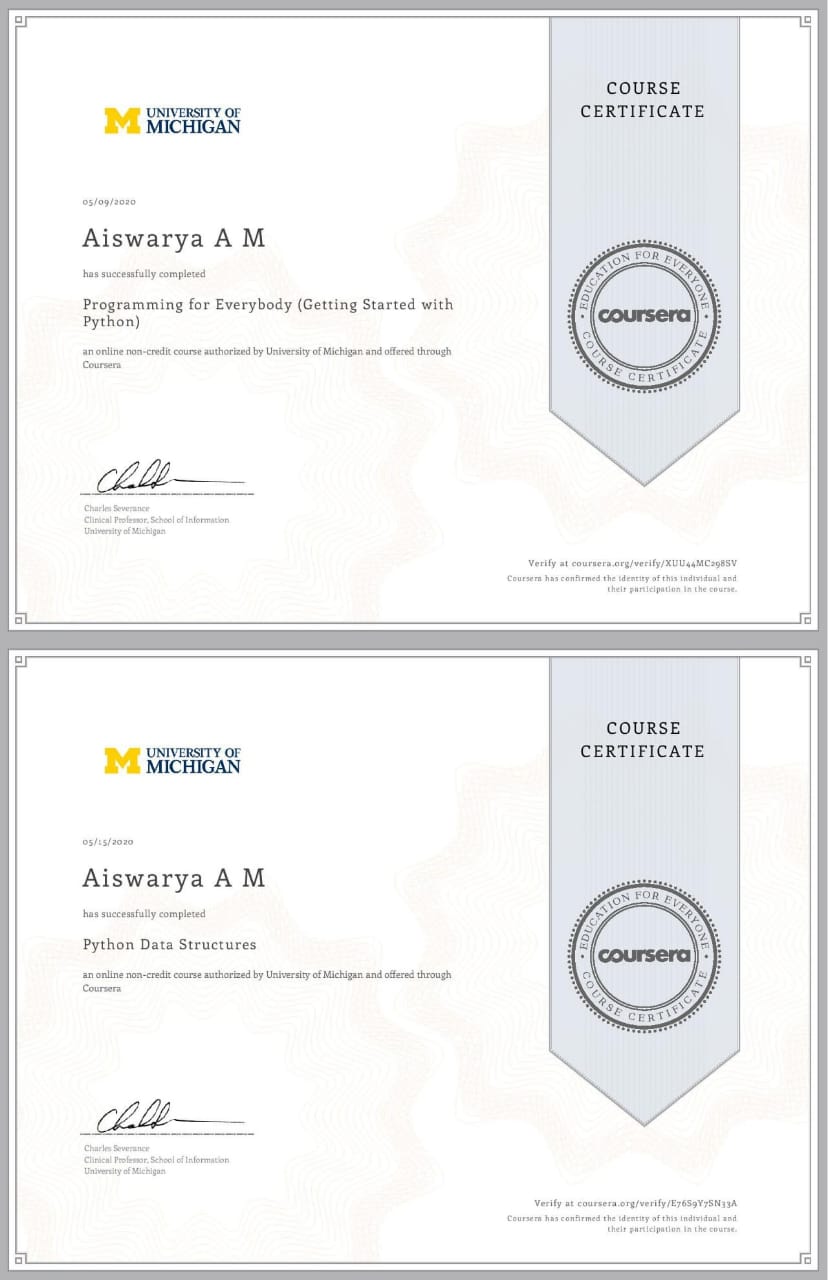 UNIVERSITY OF
MICHIGAN
COURSE
CERTIFICATE
05/09/2020
Aiswarya A M
has successfully completed
Programming for Everybody (Getting Started with
Python)
an online non-credit course authorized by University of Michigan and offered through
Coursera
EDUCATION FOR EVERYONE
coursera
COURSE CERTIFICATE
Charles Severance
Clinical Professor, School of Information
University of Michigan
Verify at coursera.org/verify/XUU44MC298SV
Coursera has confirmed the identity of this individual and
their participation in the course.
UNIVERSITY OF
MICHIGAN
COURSE
CERTIFICATE
05/15/2020
Aiswarya A M
has successfully completed
Python Data Structures
an online non-credit course authorized by University of Michigan and offered through
Coursera
EDUCATION FOR EVERYONE
coursera
COURSE CERTIFICATE
Charles Severance
Clinical Professor, School of Information
University of Michigan
Verify at coursera.org/verify/E76S9Y7SN33A
Coursera has confirmed the identity of this individual and
their participation in the course.